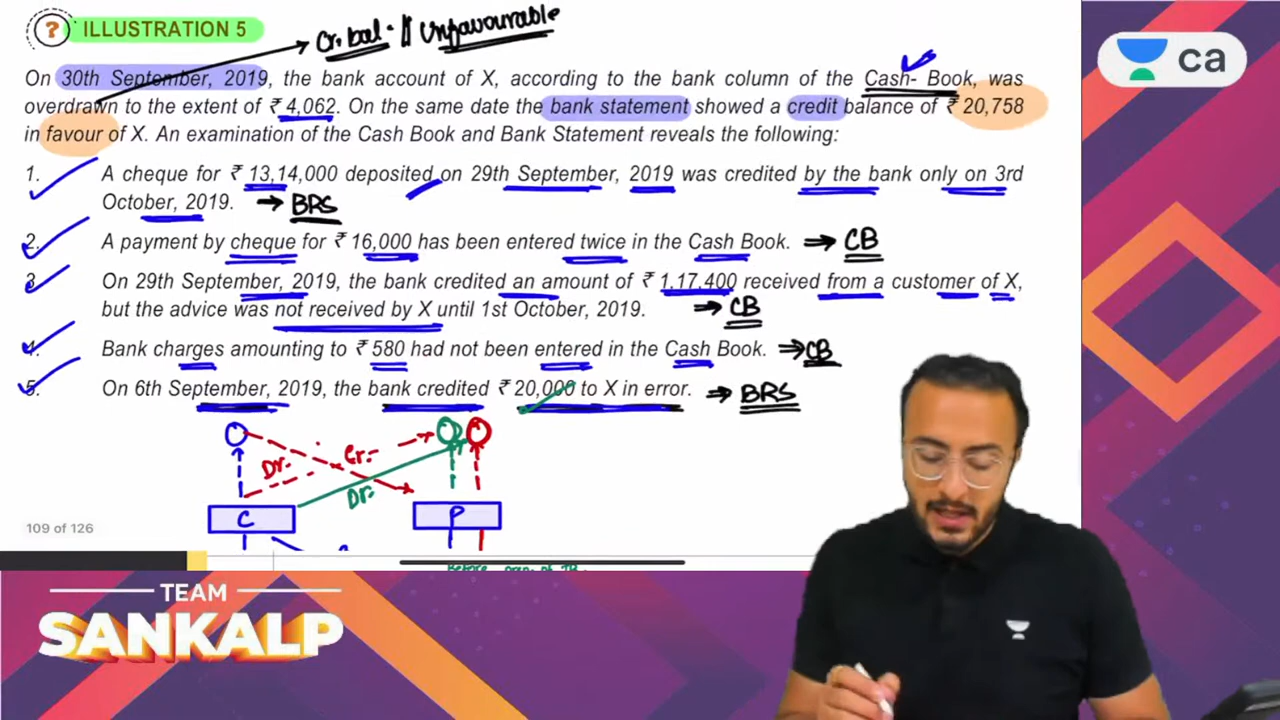 ? ILLUSTRATION 5
Cr. bal. Unfavourable
ca
On 30th September, 2019, the bank account of X, according to the bank column of the Cash- Book, was
overdrawn to the extent of ₹ 4,062. On the same date the bank statement showed a credit balance of ₹ 20,758
in favour of X. An examination of the Cash Book and Bank Statement reveals the following:
1. A cheque for ₹ 13,14,000 deposited on 29th September, 2019 was credited by the bank only on 3rd
October, 2019. → BRS
2. A payment by cheque for ₹ 16,000 has been entered twice in the Cash Book. → CB
3. On 29th September, 2019, the bank credited an amount of ₹ 1,17,400 received from a customer of X,
but the advice was not received by X until 1st October, 2019. → CB
4. Bank charges amounting to ₹ 580 had not been entered in the Cash Book. → CB
5. On 6th September, 2019, the bank credited ₹ 20,000 to X in error. → BRS
Dr. Cr.
Dr.
C P
109 of 126
TEAM
SANKALP